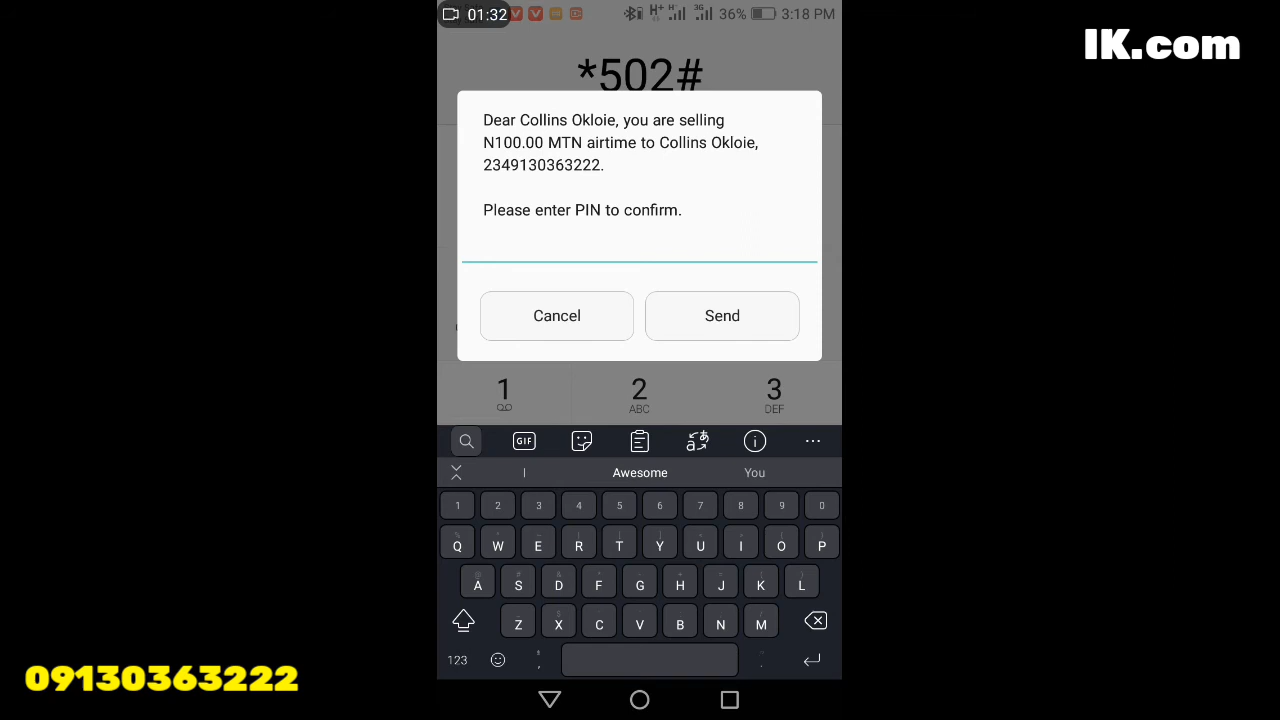 01:32
H+
H+
3G
36%
3:18 PM
IK.com
*502#
Dear Collins Okloie, you are selling
N100.00 MTN airtime to Collins Okloie,
2349130363222.
Please enter PIN to confirm.
Cancel
Send
1
2
3
ABC
DEF
GIF
I
Awesome
You
1 2 3 4 5 6 7 8 9 0
Q W E R T Y U I O P
A S D F G H J K L
Z X C V B N M
123
09130363222